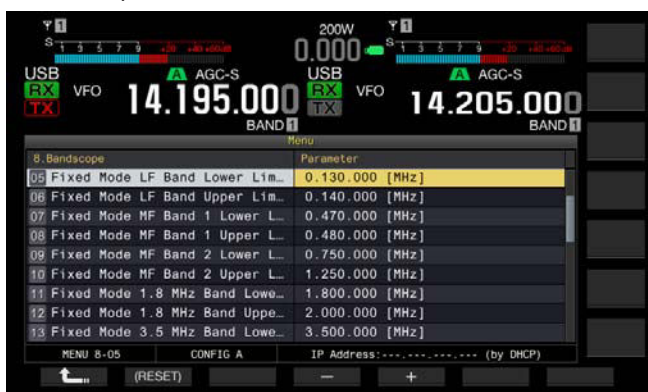 1 200W 1
S 1 3 5 7 9 +20 +40 +60dB 0.000 S 1 3 5 7 9 +20 +40 +60dB
USB A AGC-S USB A AGC-S
RX VFO 14.195.000 RX VFO 14.205.000
TX TX
BAND 1 BAND 1
Menu
8.Bandscope Parameter
05 Fixed Mode LF Band Lower Lim… 0.130.000 [MHz]
06 Fixed Mode LF Band Upper Lim… 0.140.000 [MHz]
07 Fixed Mode MF Band 1 Lower L… 0.470.000 [MHz]
08 Fixed Mode MF Band 1 Upper L… 0.480.000 [MHz]
09 Fixed Mode MF Band 2 Lower L… 0.750.000 [MHz]
10 Fixed Mode MF Band 2 Upper L… 1.250.000 [MHz]
11 Fixed Mode 1.8 MHz Band Lowe… 1.800.000 [MHz]
12 Fixed Mode 1.8 MHz Band Uppe… 2.000.000 [MHz]
13 Fixed Mode 3.5 MHz Band Lowe… 3.500.000 [MHz]
MENU 8-05 CONFIG A IP Address:---.---.---.--- (by DHCP)
(RESET) − +